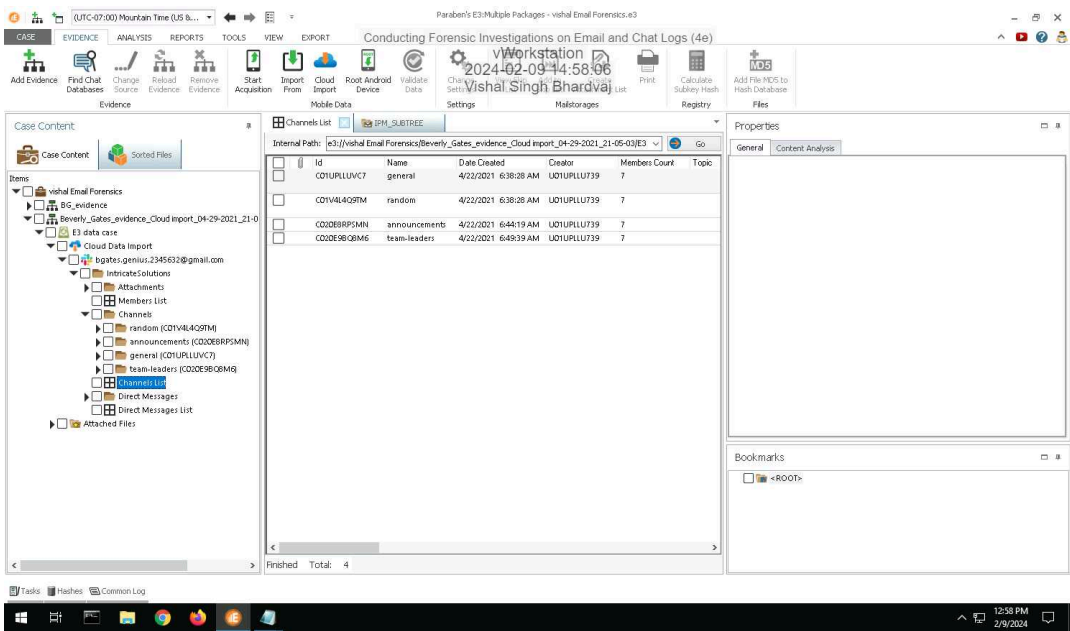 (UTC-07:00) Mountain Time (US &...
Paraben's E3:Multiple Packages - vishal Email Forensics.e3
CASE EVIDENCE ANALYSIS REPORTS TOOLS VIEW EXPORT
Conducting Forensic Investigations on Email and Chat Logs (4e)
vWorkstation
2024-02-09 14:58:06
Vishal Singh Bhardvaj
Add Evidence Find Chat Databases Change Source Reload Evidence Remove Evidence
Start Acquisition Import From Cloud Import Root Android Device Validate Data
Print Calculate Subkey Hash Add File MD5 to Hash Database
MD5
Evidence Mobile Data Settings Mailstorages Registry Files
Case Content
Case Content Sorted Files
Items
vishal Email Forensics
BG_evidence
Beverly_Gates_evidence_Cloud import_04-29-2021_21-0
E3 data case
Cloud Data Import
bgates.genius.2345632@gmail.com
IntricateSolutions
Attachments
Members List
Channels
random (C01V4L4Q9TM)
announcements (C020E8RPSMN)
general (C01UPLLUVC7)
team-leaders (C020E9BQ8M6)
Channels List
Direct Messages
Direct Messages List
Attached Files
Channels List IPM_SUBTREE
Internal Path: e3://vishal Email Forensics/Beverly_Gates_evidence_Cloud import_04-29-2021_21-05-03/E3 Go
Id Name Date Created Creator Members Count Topic
C01UPLLUVC7 general 4/22/2021 6:38:28 AM U01UPLLU739 7
C01V4L4Q9TM random 4/22/2021 6:38:28 AM U01UPLLU739 7
C020E8RPSMN announcements 4/22/2021 6:44:19 AM U01UPLLU739 7
C020E9BQ8M6 team-leaders 4/22/2021 6:49:39 AM U01UPLLU739 7
Finished Total: 4
Properties
General Content Analysis
Bookmarks
<ROOT>
Tasks Hashes Common Log
12:58 PM
2/9/2024